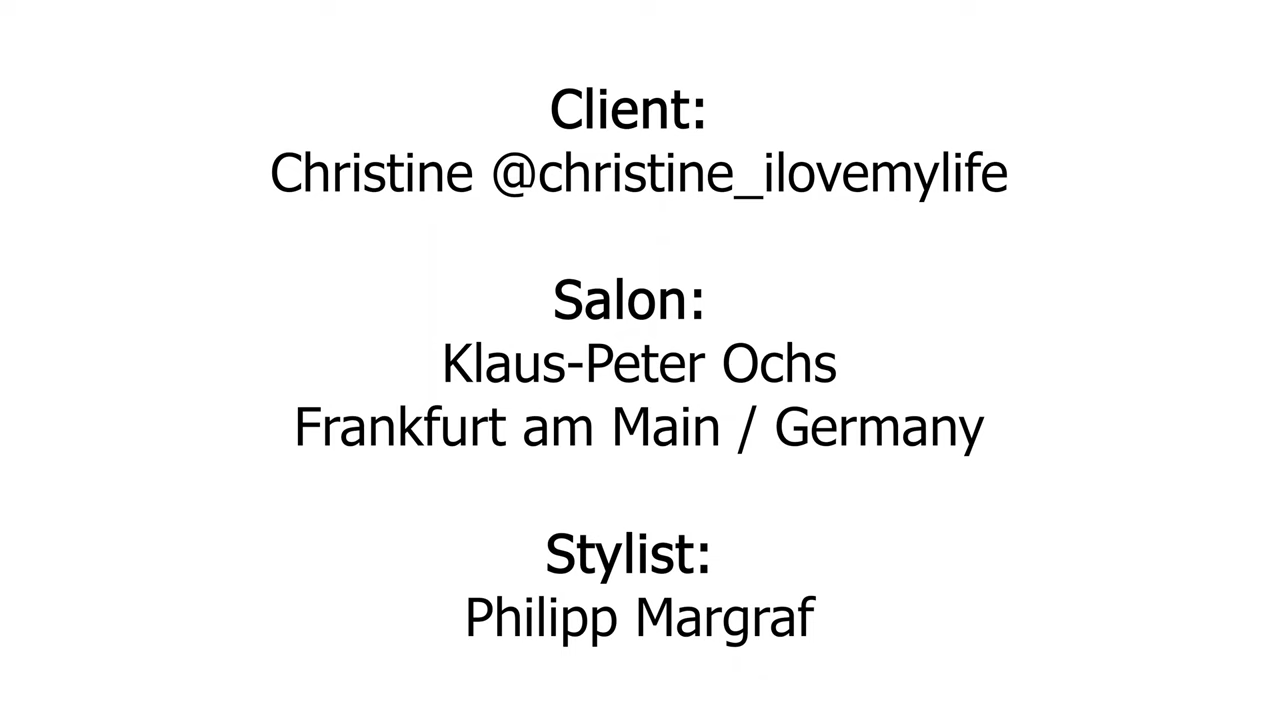 Client:
Christine @christine_ilovemylife
Salon:
Klaus-Peter Ochs
Frankfurt am Main / Germany
Stylist:
Philipp Margraf